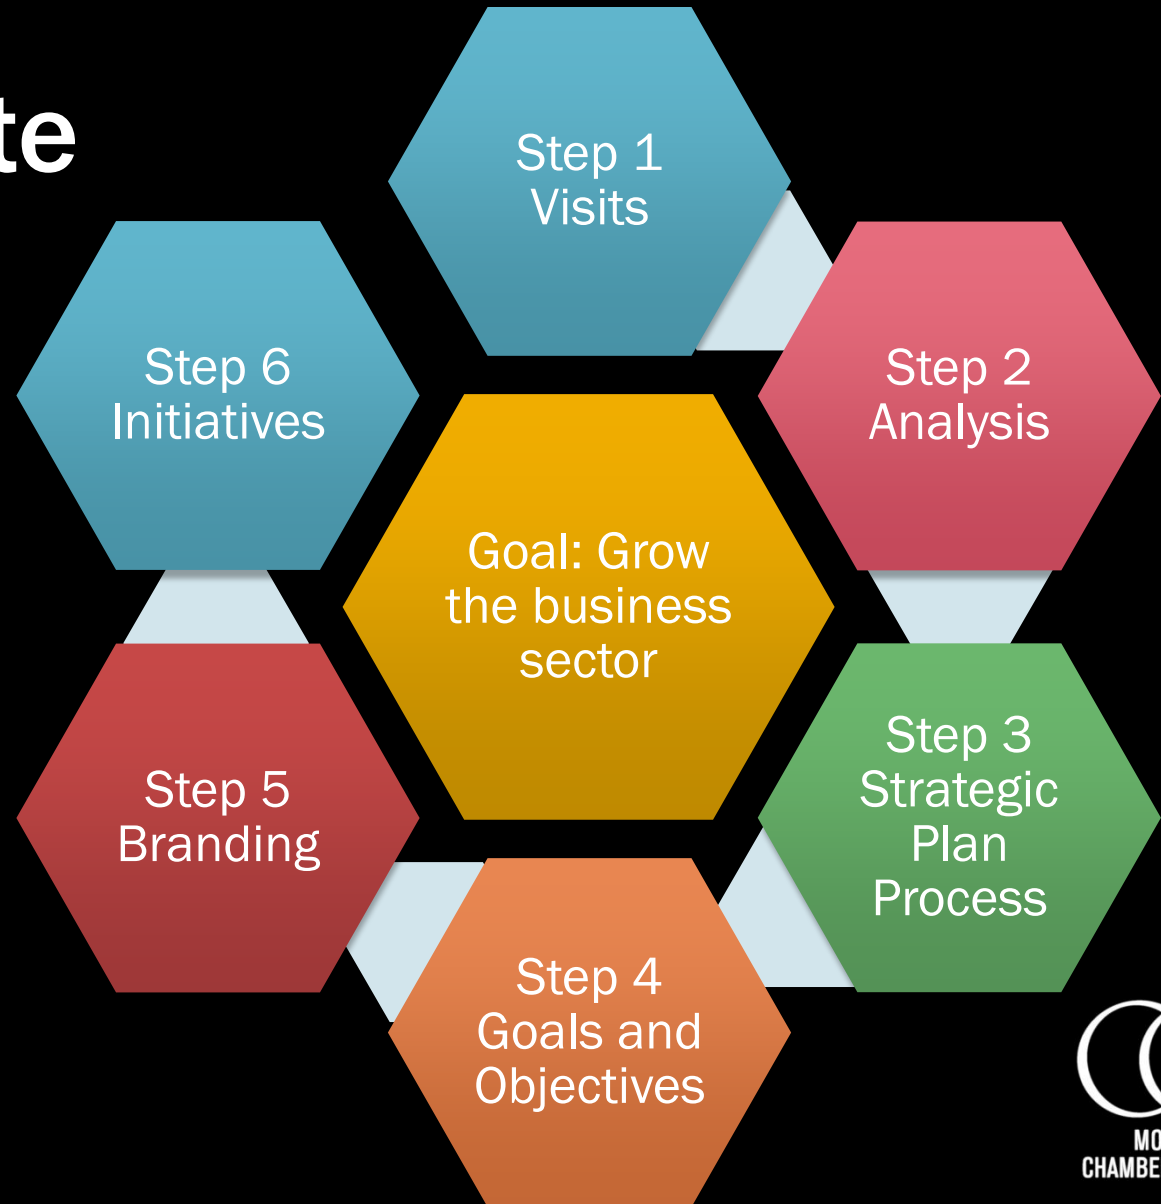 te
Step 1
Visits
Step 2
Analysis
Step 3
Strategic
Plan
Process
Step 4
Goals and
Objectives
Step 5
Branding
Step 6
Initiatives
Goal: Grow
the business
sector
MO
CHAMBE